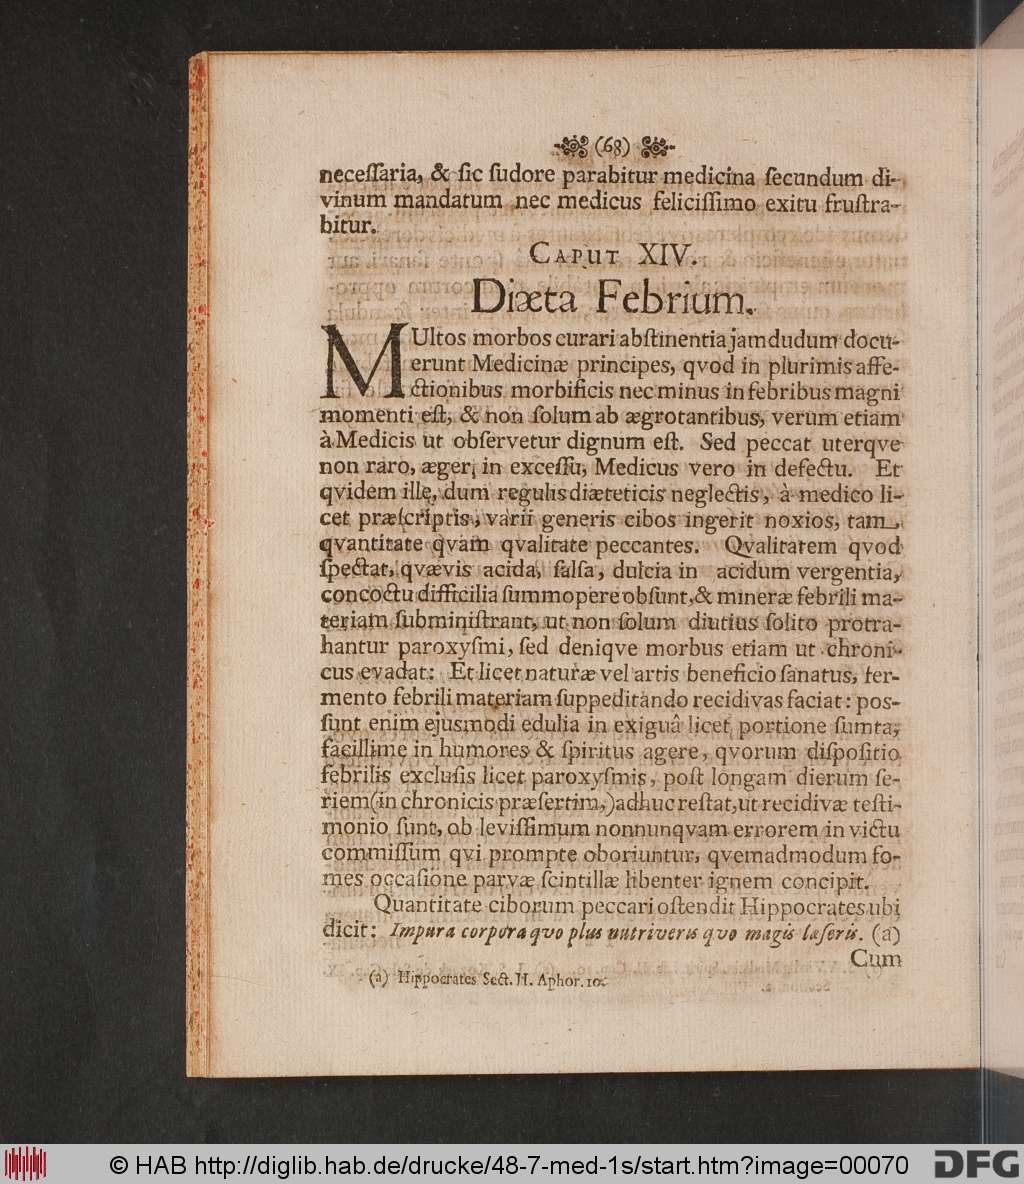 (68)
necessaria, & sic sudore parabitur medicina secundum di-
vinum mandatum nec medicus felicissimo exitu frustra-
bitur.
CAPUT XIV.
Diæta Febrium.
MUltos morbos curari abstinentia jamdudum docu-
erunt Medicinæ principes, qvod in plurimis affe-
ctionibus morbificis nec minus in febribus magni
momenti est, & non solum ab ægrotantibus, verum etiam
à Medicis ut observetur dignum est. Sed peccat uterqve
non raro, æger, in excessu, Medicus vero in defectu. Et
qvidem ille, dum regulis diæteticis neglectis, à medico li-
cet præscriptis, varii generis cibos ingerit noxios, tam
qvantitate qvam qvalitate peccantes. Qvalitatem qvod
spectat, qvævis acida, salsa, dulcia in acidum vergentia,
concoctu difficilia summopere obsunt, & mineræ febrili ma-
teriam subministrant, ut non solum diutius solito protra-
hantur paroxysmi, sed deniqve morbus etiam ut chroni-
cus evadat: Et licet naturæ vel artis beneficio sanatus, fer-
mento febrili materiam suppeditando recidivas faciat: pos-
sunt enim ejusmodi edulia in exiguâ licet portione sumta,
facillime in humores & spiritus agere, qvorum dispositio
febrilis exclusis licet paroxysmis, post longam dierum se-
riem (in chronicis præsertim,) adhuc restat, ut recidivæ testi-
monio sunt, ob levissimum nonnunqvam errorem in victu
commissum qvi prompte oboriuntur, qvemadmodum fo-
mes occasione parvæ scintillæ libenter ignem concipit.
Quantitate ciborum peccari ostendit Hippocrates ubi
dicit: Impura corpora qvo plus nutriveris qvo magis læseris. (a)
Cum
(a) Hippocrates Sect. II. Aphor. 10.
© HAB http://diglib.hab.de/drucke/48-7-med-1s/start.htm?image=00070
DFG